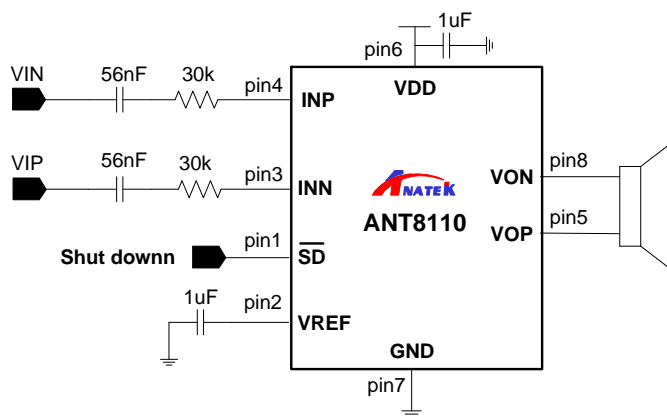 1uF
pin6
VIN
56nF
30k
pin4
INP
VDD
VIP
56nF
30k
pin3
INN
ANATEK
ANT8110
VON
pin8
VOP
pin5
Shut downn
pin1
SD
1uF
pin2
VREF
GND
pin7